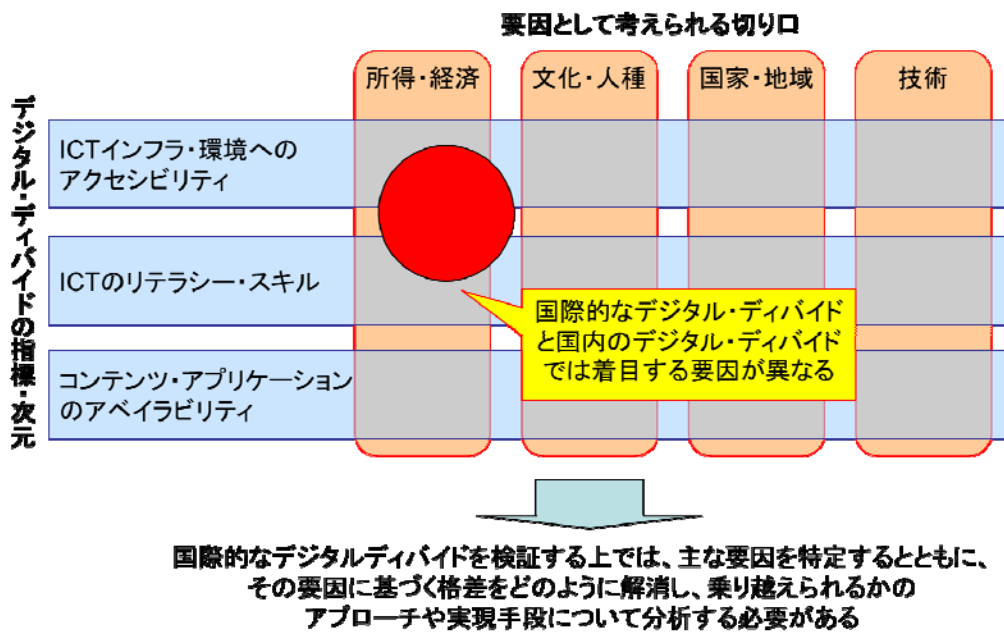 要因として考えられる切り口
所得・経済
文化・人種
国家・地域
技術
デジタル・ディバイドの指標・次元
ICTインフラ・環境への
アクセシビリティ
ICTのリテラシー・スキル
国際的なデジタル・ディバイド
と国内のデジタル・ディバイド
では着目する要因が異なる
コンテンツ・アプリケーション
のアベイラビリティ
国際的なデジタルディバイドを検証する上では、主な要因を特定するとともに、
その要因に基づく格差をどのように解消し、乗り越えられるかの
アプローチや実現手段について分析する必要がある